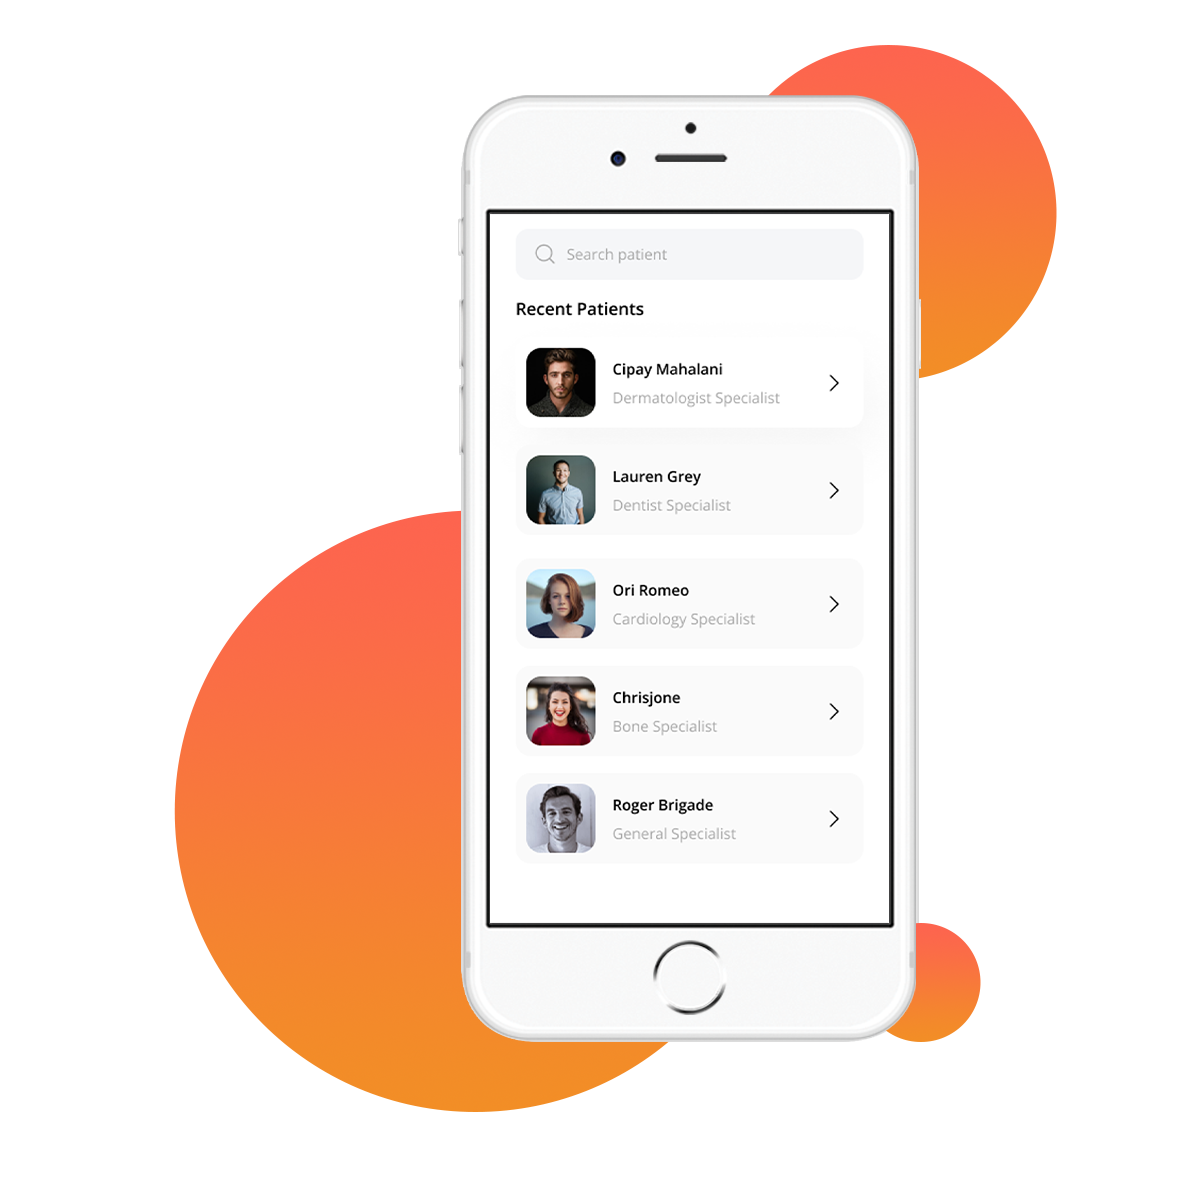 Search patient
Recent Patients
Cipay Mahalani
Dermatologist Specialist
Lauren Grey
Dentist Specialist
Ori Romeo
Cardiology Specialist
Chrisjone
Bone Specialist
Roger Brigade
General Specialist